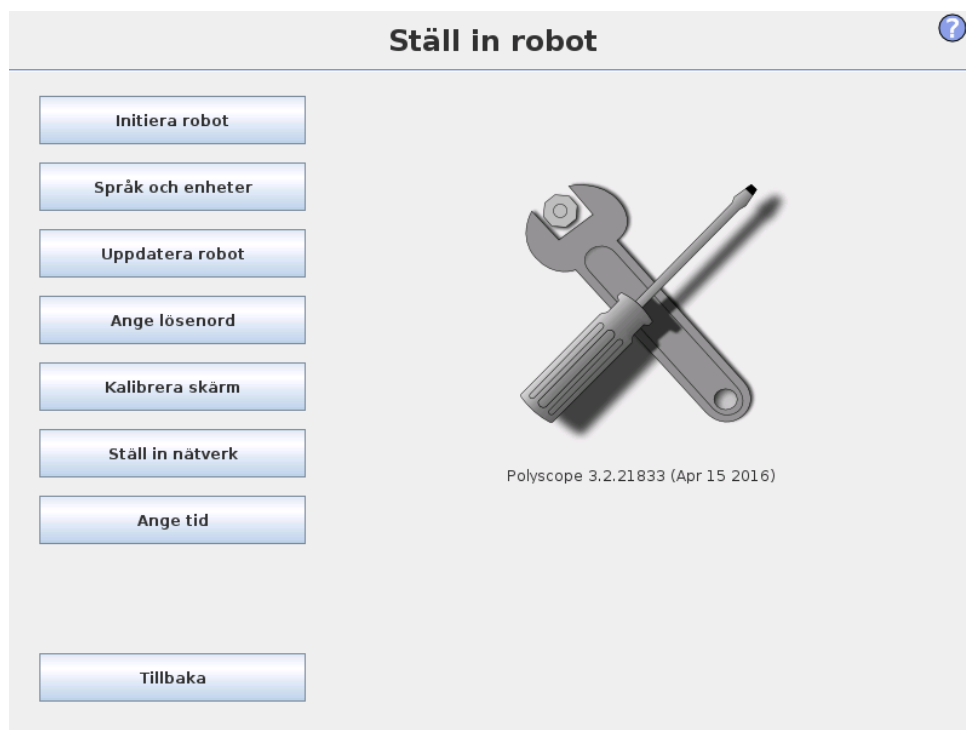 Ställ in robot
?
Initiera robot
Språk och enheter
Uppdatera robot
Ange lösenord
Kalibrera skärm
Ställ in nätverk
Ange tid
Polyscope 3.2.21833 (Apr 15 2016)
Tillbaka